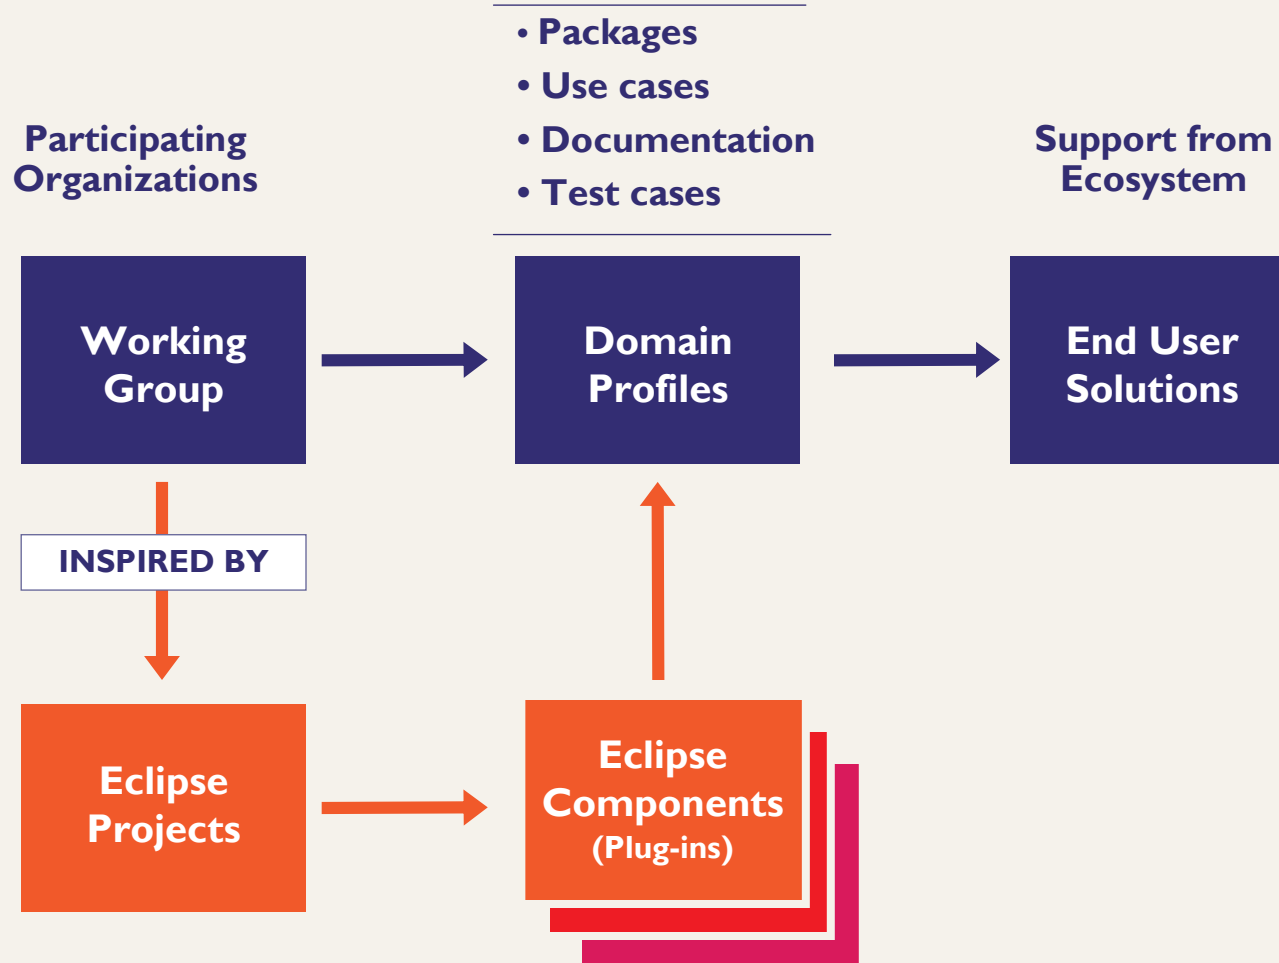 • Packages
• Use cases
• Documentation
• Test cases
Participating
Organizations
Support from
Ecosystem
Working
Group
Domain
Profiles
End User
Solutions
INSPIRED BY
Eclipse
Projects
Eclipse
Components
(Plug-ins)